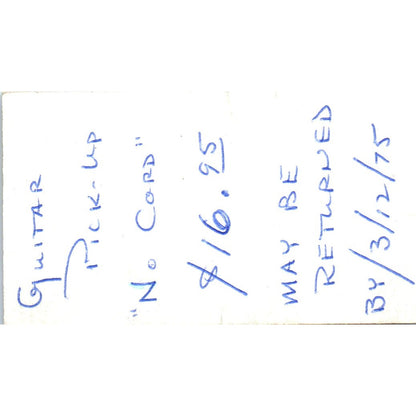 GUITAR
PICK-UP
"NO CORD"
$16.95
MAY BE
RETURNED
BY 3/12/75